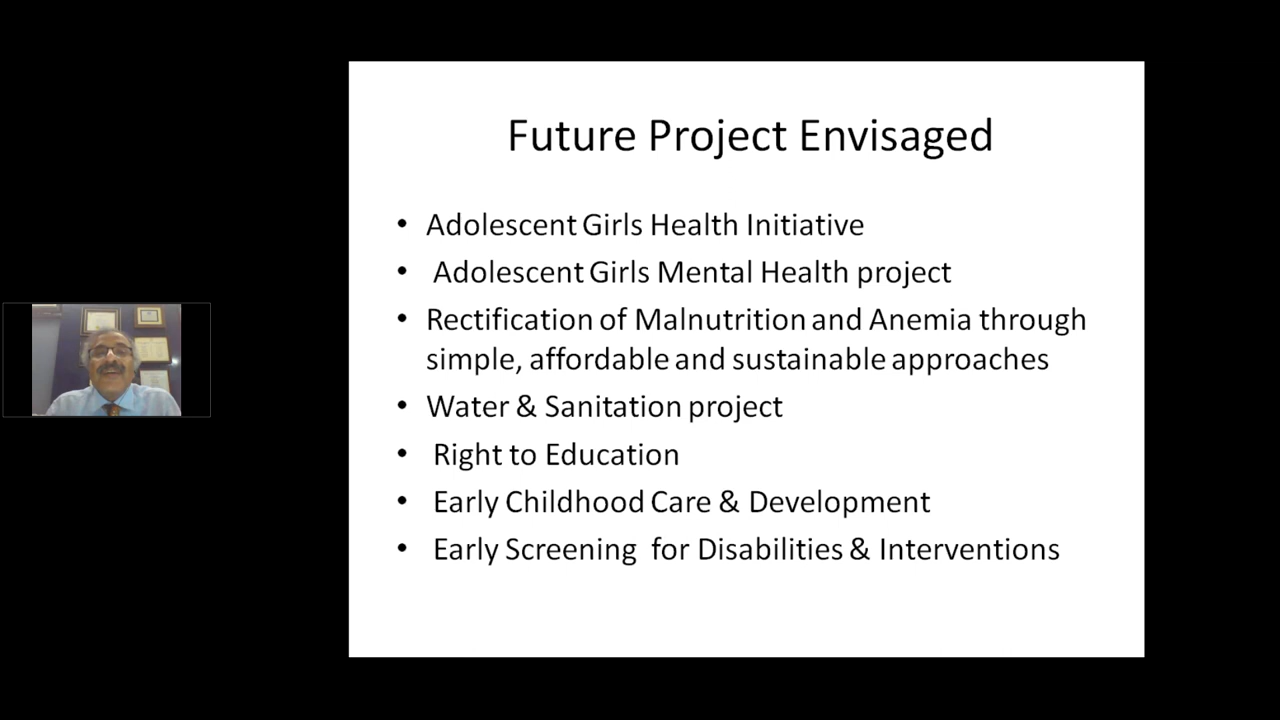 Future Project Envisaged
• Adolescent Girls Health Initiative
• Adolescent Girls Mental Health project
• Rectification of Malnutrition and Anemia through
simple, affordable and sustainable approaches
• Water & Sanitation project
• Right to Education
• Early Childhood Care & Development
• Early Screening for Disabilities & Interventions